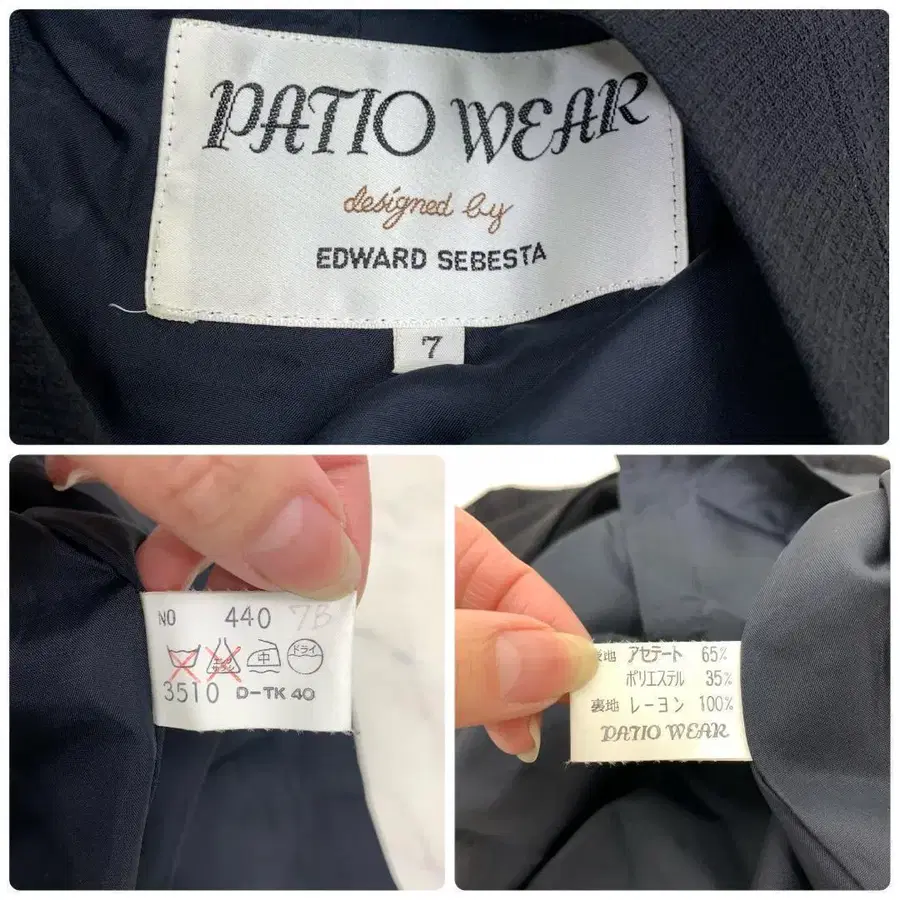 PATIO WEAR
designed by
EDWARD SEBESTA
7
NO 440 7B
中 ドライ
3510 D-TK 40
表地 アセテート 65%
ポリエステル 35%
裏地 レーヨン 100%
PATIO WEAR